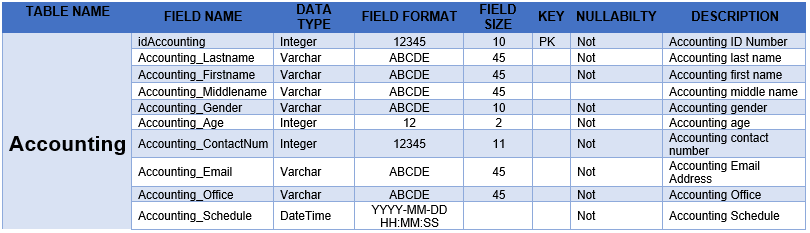 TABLE NAME FIELD NAME DATA TYPE FIELD FORMAT FIELD SIZE KEY NULLABILTY DESCRIPTION
Accounting
idAccounting Integer 12345 10 PK Not Accounting ID Number
Accounting_Lastname Varchar ABCDE 45 Not Accounting last name
Accounting_Firstname Varchar ABCDE 45 Not Accounting first name
Accounting_Middlename Varchar ABCDE 45 Accounting middle name
Accounting_Gender Varchar ABCDE 10 Not Accounting gender
Accounting_Age Integer 12 2 Not Accounting age
Accounting_ContactNum Integer 12345 11 Not Accounting contact number
Accounting_Email Varchar ABCDE 45 Not Accounting Email Address
Accounting_Office Varchar ABCDE 45 Not Accounting Office
Accounting_Schedule DateTime YYYY-MM-DD HH:MM:SS Not Accounting Schedule